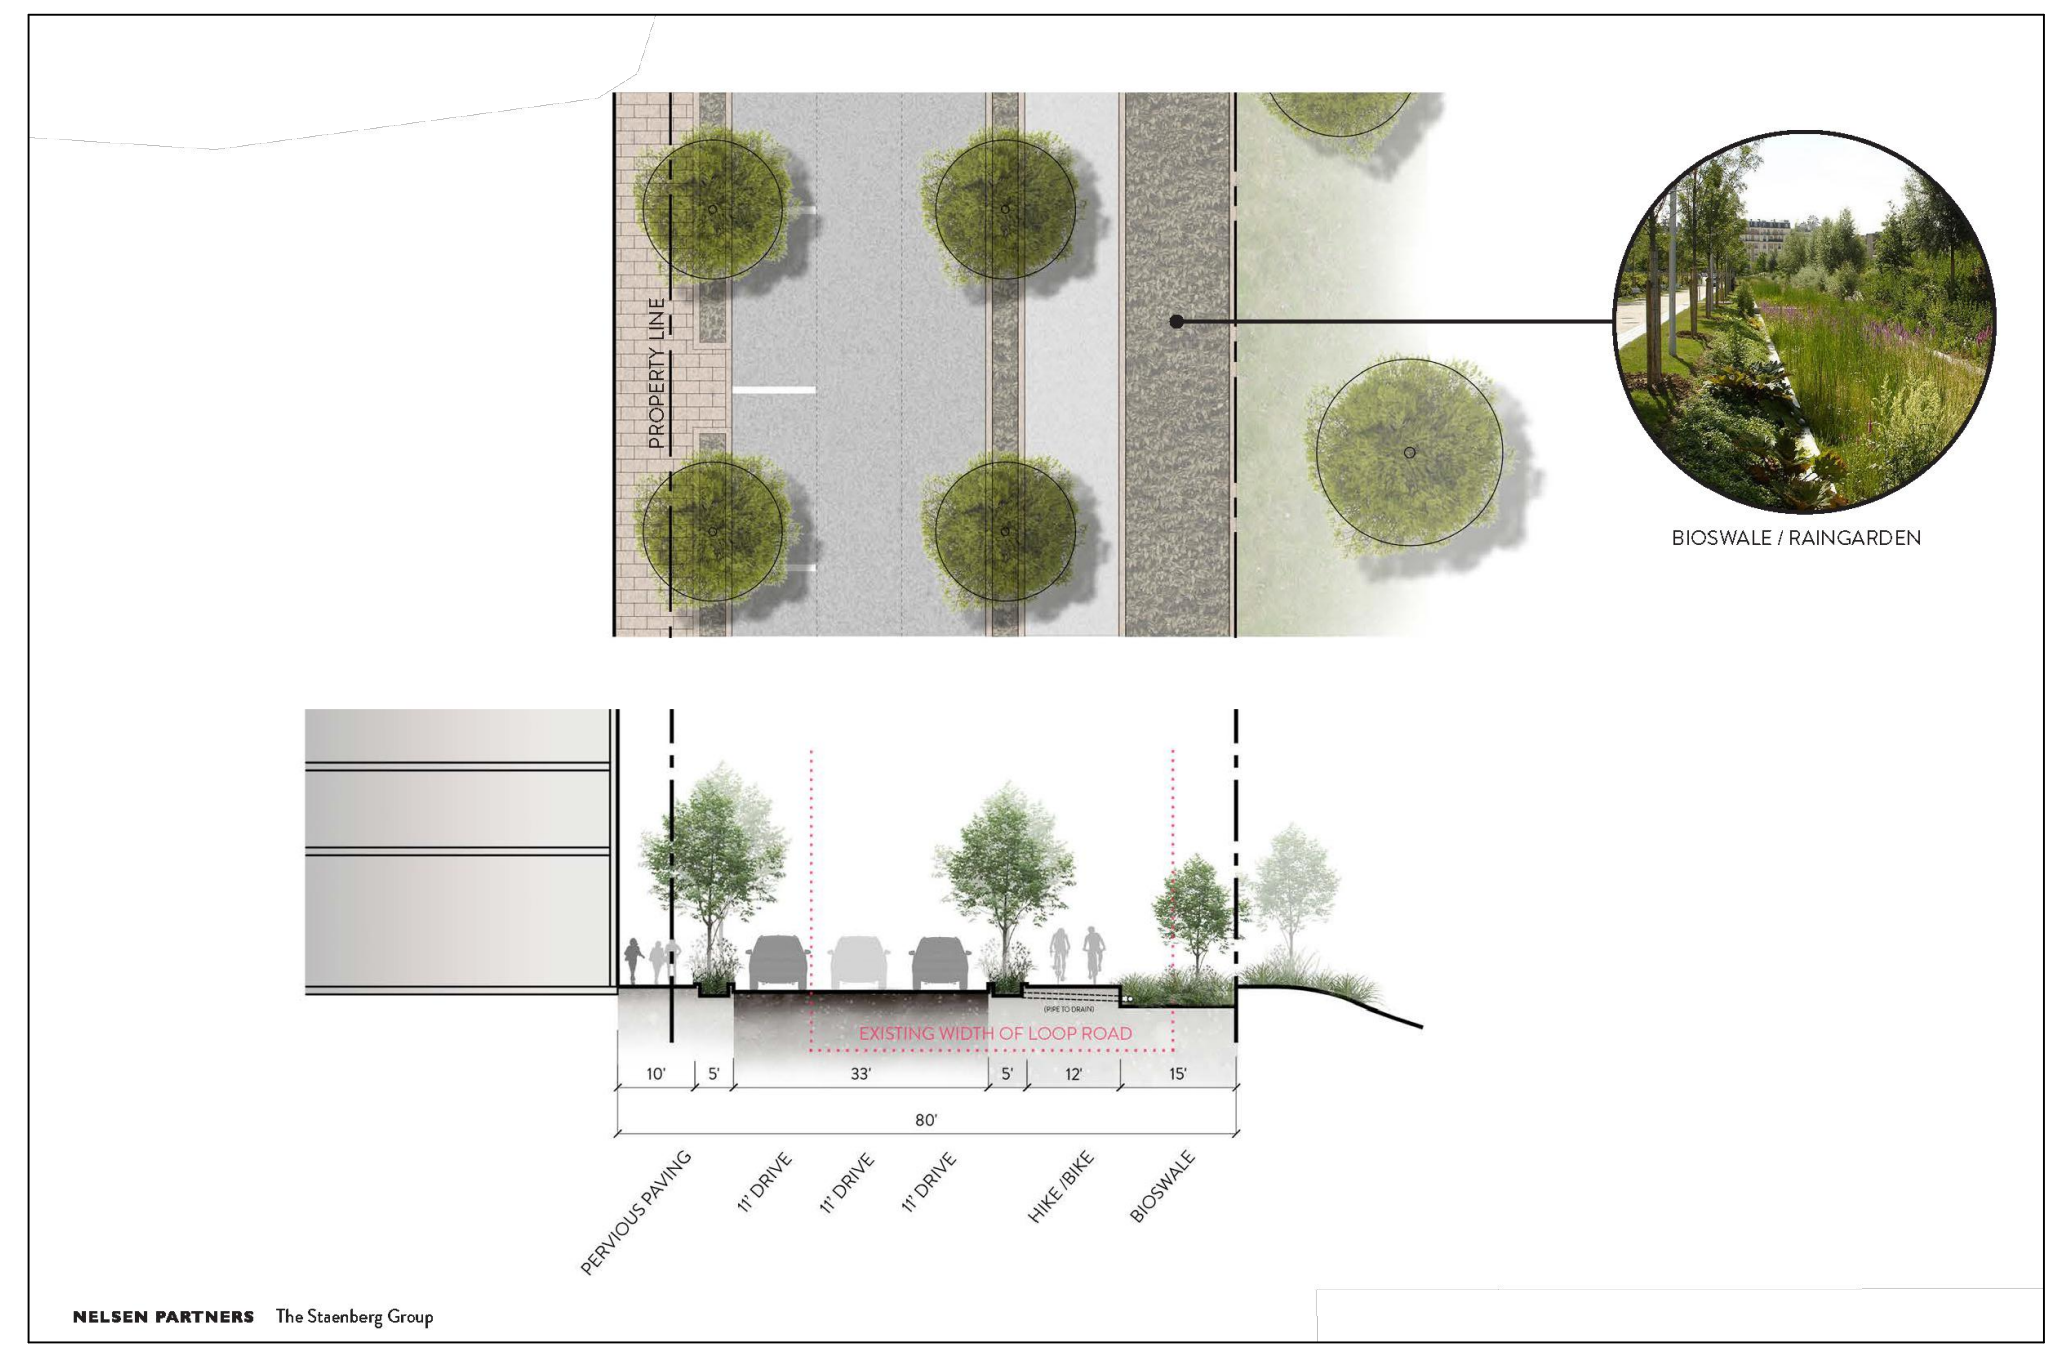 PROPERTY LINE
BIOSWALE / RAINGARDEN
(PIPE TO DRAIN)
EXISTING WIDTH OF LOOP ROAD
10' 5' 33' 5' 12' 15'
80'
PERVIOUS PAVING
11' DRIVE
11' DRIVE
11' DRIVE
HIKE /BIKE
BIOSWALE
NELSEN PARTNERS The Staenberg Group